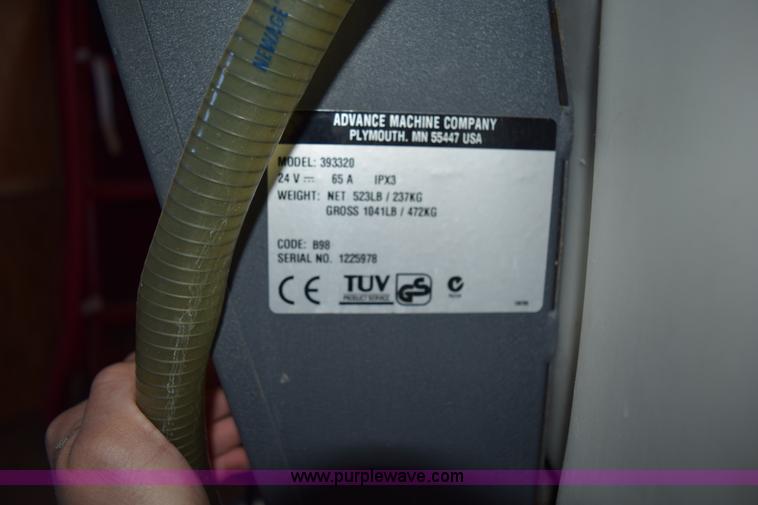 NEWAGE
ADVANCE MACHINE COMPANY
PLYMOUTH, MN 55447 USA
MODEL: 393320
24 V 65 A IPX3
WEIGHT: NET 523LB / 237KG
GROSS 1041LB / 472KG
CODE: B98
SERIAL NO. 1225978
CE TUV GS
PRODUCT SERVICE
www.purplewave.com